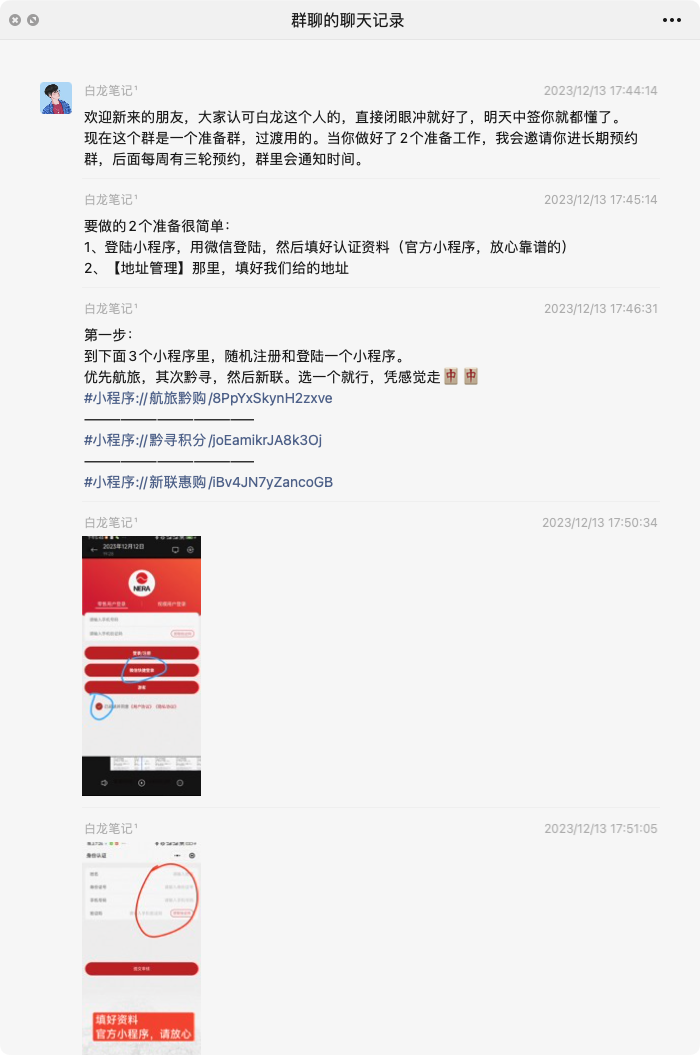 群聊的聊天记录
白龙笔记¹ 2023/12/13 17:44:14
欢迎新来的朋友，大家认可白龙这个人的，直接闭眼冲就好了，明天中签你就都懂了。
现在这个群是一个准备群，过渡用的。当你做好了2个准备工作，我会邀请你进长期预约
群，后面每周有三轮预约，群里会通知时间。
白龙笔记¹ 2023/12/13 17:45:14
要做的2个准备很简单：
1、登陆小程序，用微信登陆，然后填好认证资料（官方小程序，放心靠谱的）
2、【地址管理】那里，填好我们给的地址
白龙笔记¹ 2023/12/13 17:46:31
第一步：
到下面3个小程序里，随机注册和登陆一个小程序。
优先航旅，其次黔寻，然后新联。选一个就行，凭感觉走🀄🀄
#小程序://航旅黔购/8PpYxSkynH2zxve
————————————
#小程序://黔寻积分/joEamikrJA8k3Oj
————————————
#小程序://新联惠购/iBv4JN7yZancoGB
白龙笔记¹ 2023/12/13 17:50:34
2023年12月12日
NERA
登录/注册
游客
白龙笔记¹ 2023/12/13 17:51:05
身份认证
提交审核
填好资料
官方小程序，请放心